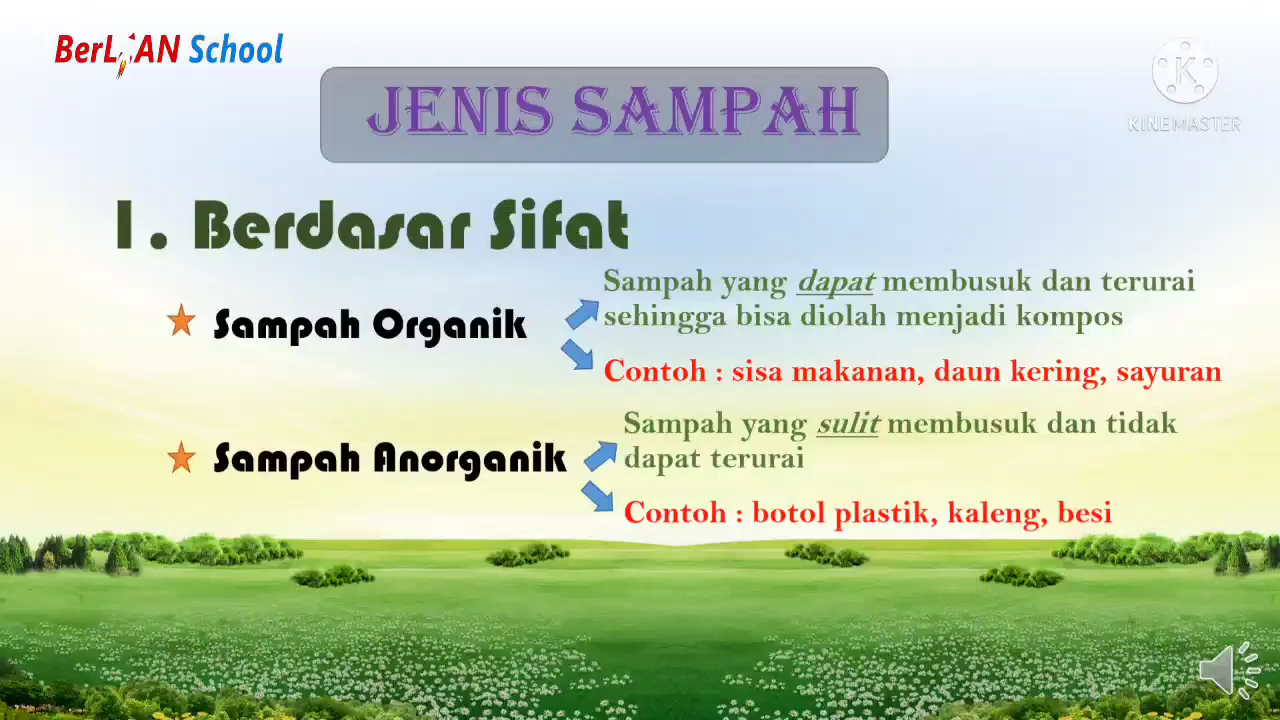 BerLIAN School
JENIS SAMPAH
KINEMASTER
1. Berdasar Sifat
Sampah Organik
Sampah yang dapat membusuk dan terurai
sehingga bisa diolah menjadi kompos
Contoh : sisa makanan, daun kering, sayuran
Sampah Anorganik
Sampah yang sulit membusuk dan tidak
dapat terurai
Contoh : botol plastik, kaleng, besi